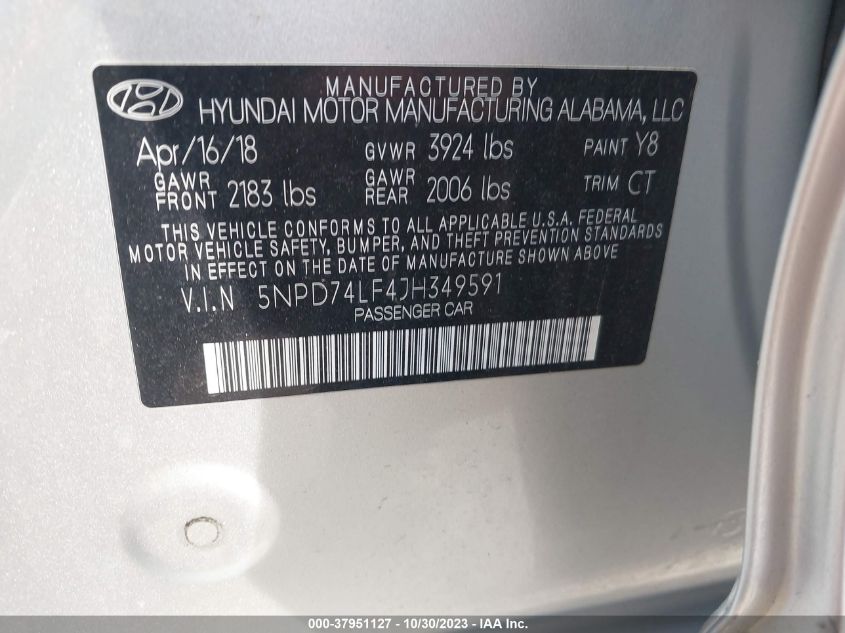 MANUFACTURED BY
HYUNDAI MOTOR MANUFACTURING ALABAMA, LLC
Apr/16/18 GVWR 3924 lbs PAINT Y8
GAWR FRONT 2183 lbs GAWR REAR 2006 lbs TRIM CT
THIS VEHICLE CONFORMS TO ALL APPLICABLE U.S.A. FEDERAL
MOTOR VEHICLE SAFETY, BUMPER, AND THEFT PREVENTION STANDARDS
IN EFFECT ON THE DATE OF MANUFACTURE SHOWN ABOVE.
V.I.N 5NPD74LF4JH349591
PASSENGER CAR
000-37951127 - 10/30/2023 - IAA Inc.